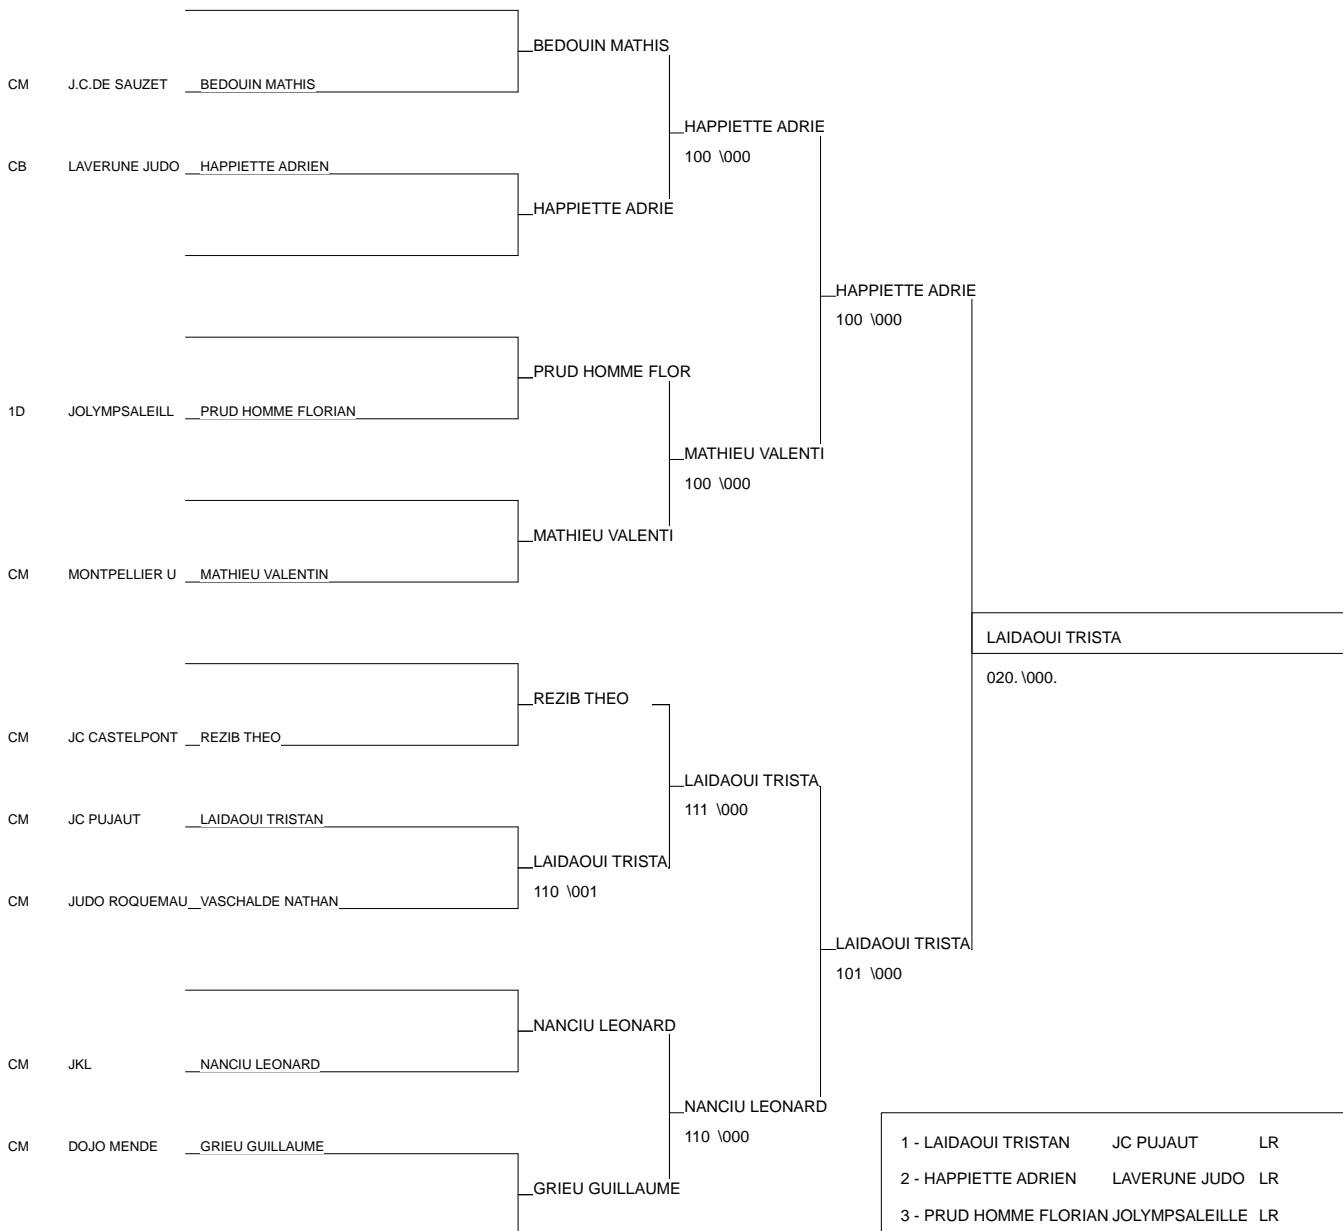 BEDOUIN MATHIS
CM J.C.DE SAUZET BEDOUIN MATHIS
HAPPIETTE ADRIE
100 \000
CB LAVERUNE JUDO HAPPIETTE ADRIEN
HAPPIETTE ADRIE
HAPPIETTE ADRIE
100 \000
PRUD HOMME FLOR
1D JOLYMPSALEILL PRUD HOMME FLORIAN
MATHIEU VALENTI
100 \000
MATHIEU VALENTI
CM MONTPELLIER U MATHIEU VALENTIN
LAIDAOUI TRISTA
020. \000.
REZIB THEO
CM JC CASTELPONT REZIB THEO
LAIDAOUI TRISTA
111 \000
CM JC PUJAUT LAIDAOUI TRISTAN
LAIDAOUI TRISTA
110 \001
CM JUDO ROQUEMAU VASCHALDE NATHAN
LAIDAOUI TRISTA
101 \000
NANCIU LEONARD
CM JKL NANCIU LEONARD
NANCIU LEONARD
110 \000
CM DOJO MENDE GRIEU GUILLAUME
GRIEU GUILLAUME
1 - LAIDAOUI TRISTAN JC PUJAUT LR
2 - HAPPIETTE ADRIEN LAVERUNE JUDO LR
3 - PRUD HOMME FLORIAN JOLYMPSALEILLE LR